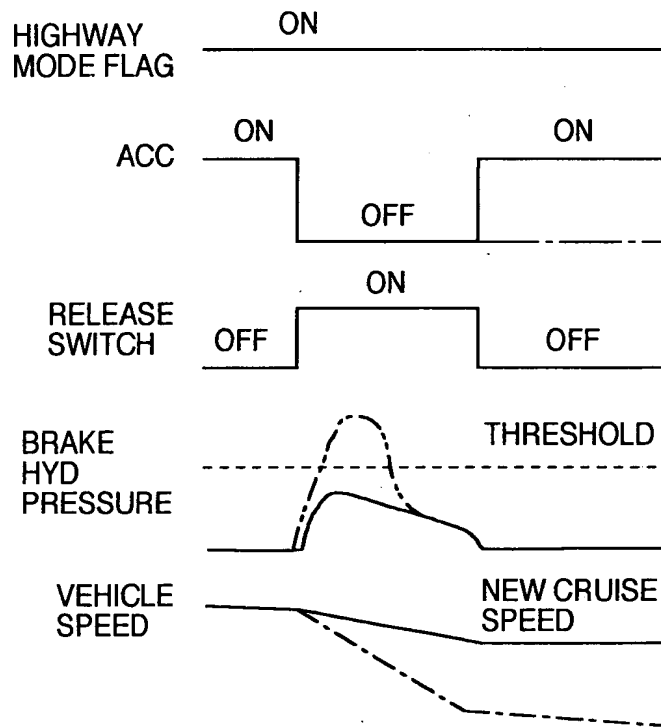 ON
HIGHWAY
MODE FLAG
ON
ON
ACC
OFF
ON
RELEASE
SWITCH
OFF
OFF
THRESHOLD
BRAKE
HYD
PRESSURE
VEHICLE
SPEED
NEW CRUISE
SPEED